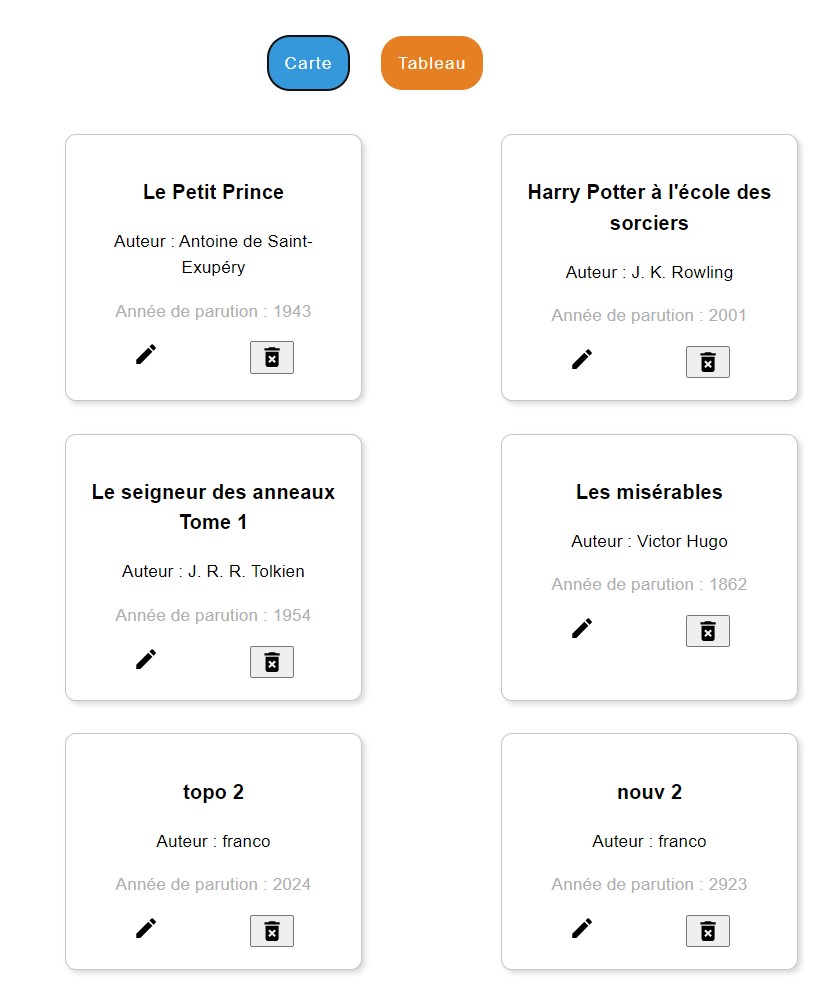 Carte
Tableau
Le Petit Prince
Auteur : Antoine de Saint-
Exupéry
Année de parution : 1943
Harry Potter à l'école des
sorciers
Auteur : J. K. Rowling
Année de parution : 2001
Le seigneur des anneaux
Tome 1
Auteur : J. R. R. Tolkien
Année de parution : 1954
Les misérables
Auteur : Victor Hugo
Année de parution : 1862
topo 2
Auteur : franco
Année de parution : 2024
nouv 2
Auteur : franco
Année de parution : 2923